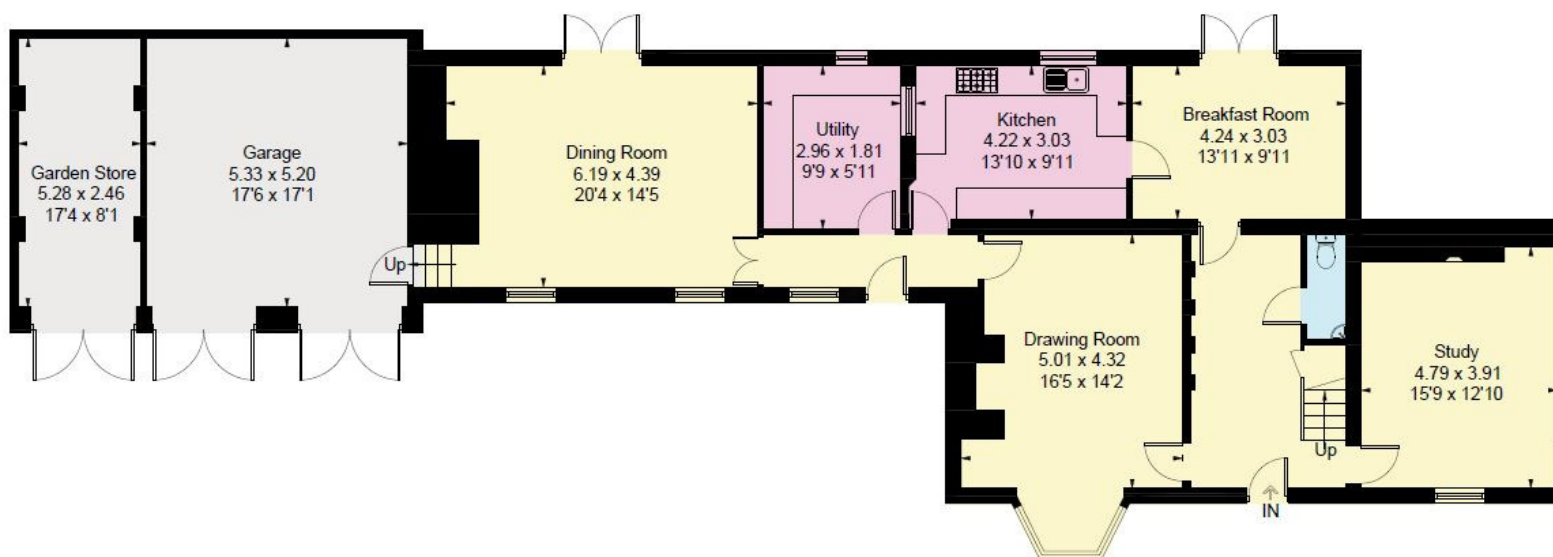 Garden Store
5.28 x 2.46
17'4 x 8'1
Garage
5.33 x 5.20
17'6 x 17'1
Up
Dining Room
6.19 x 4.39
20'4 x 14'5
Utility
2.96 x 1.81
9'9 x 5'11
Kitchen
4.22 x 3.03
13'10 x 9'11
Breakfast Room
4.24 x 3.03
13'11 x 9'11
Drawing Room
5.01 x 4.32
16'5 x 14'2
Up
IN
Study
4.79 x 3.91
15'9 x 12'10